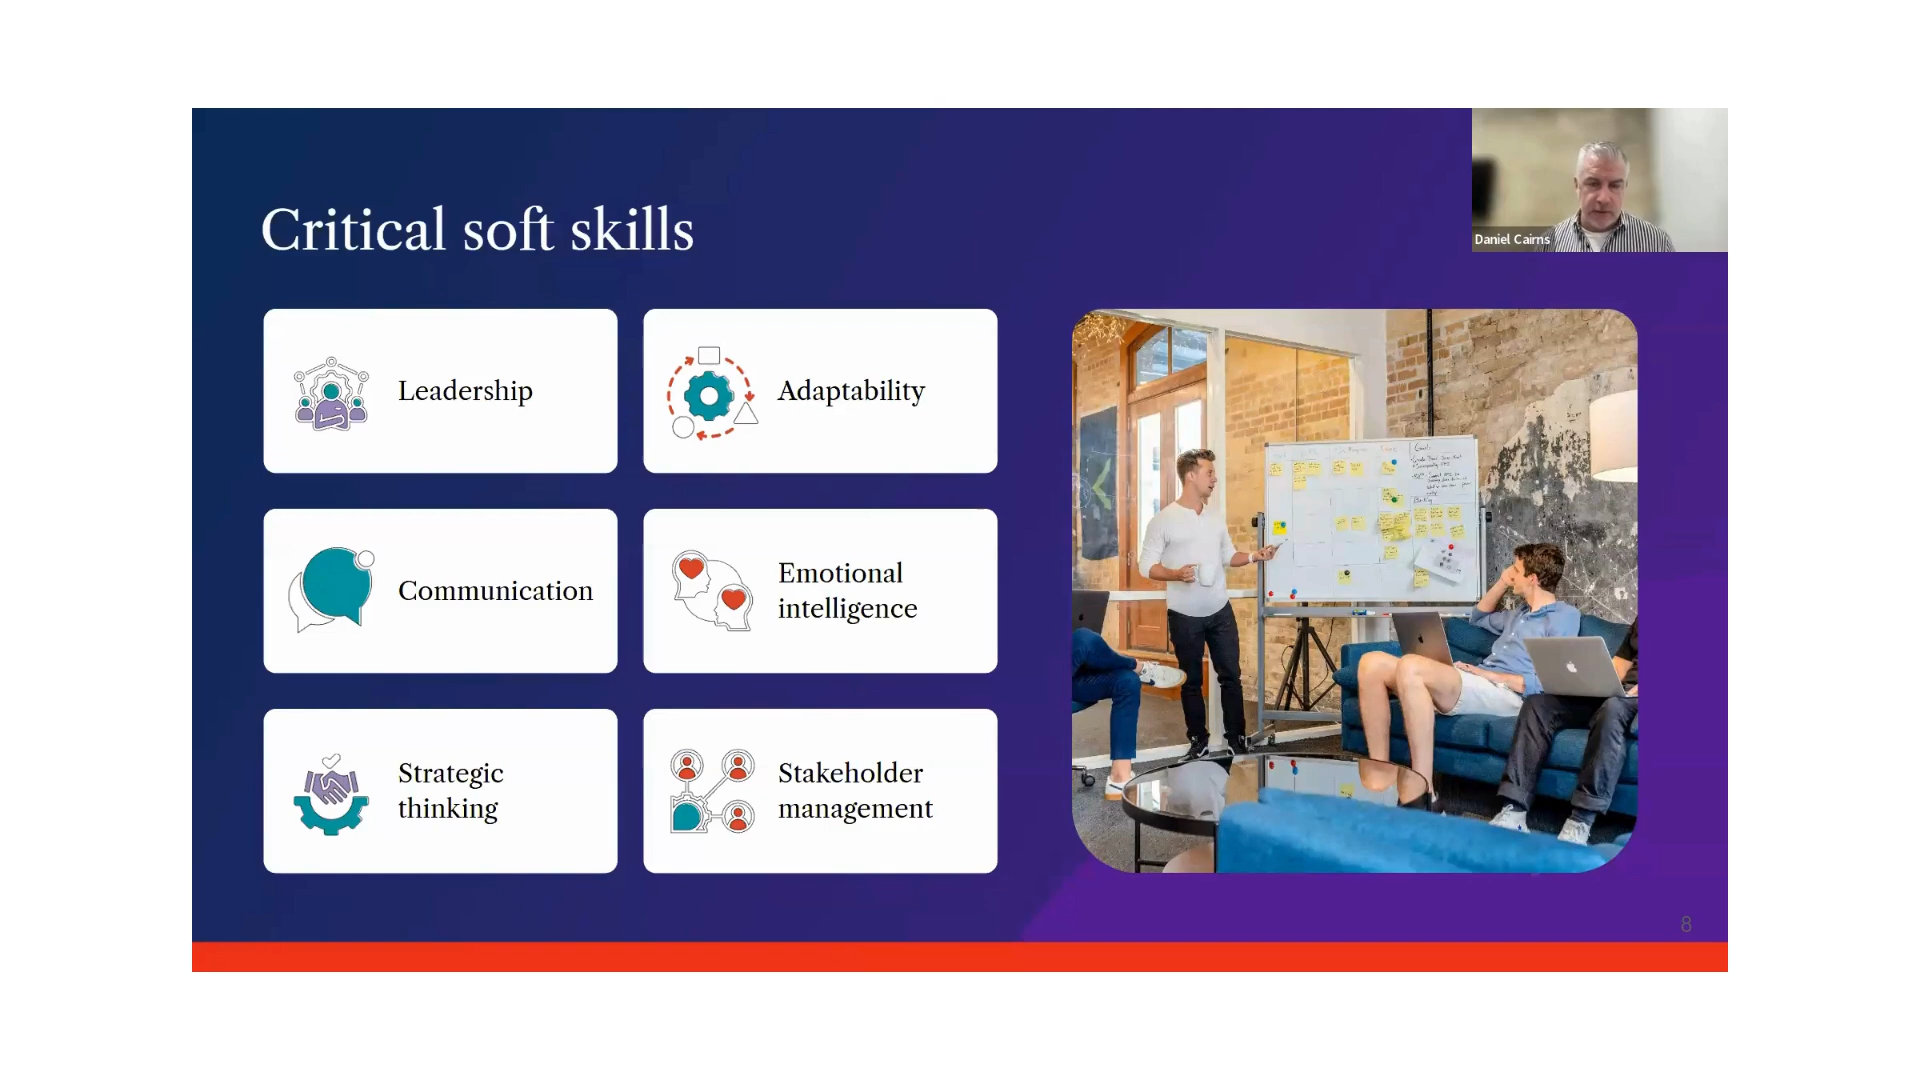 Daniel Cairns
Critical soft skills
Leadership
Adaptability
Communication
Emotional
intelligence
Strategic
thinking
Stakeholder
management
8